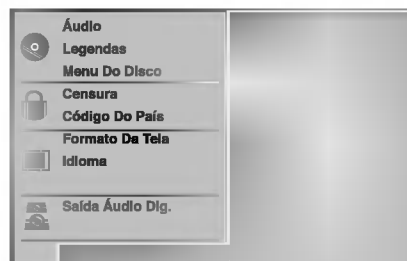 Áudio
Legendas
Menu Do Disco
Censura
Código Do País
Formato Da Tela
Idioma
Saída Áudio Dig.